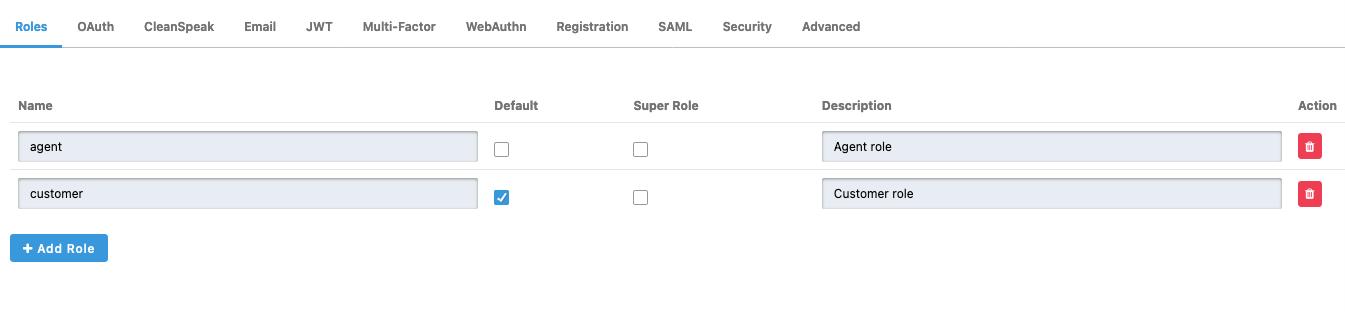 Roles OAuth CleanSpeak Email JWT Multi-Factor WebAuthn Registration SAML Security Advanced
Name Default Super Role Description Action
agent Agent role
customer Customer role
Add Role